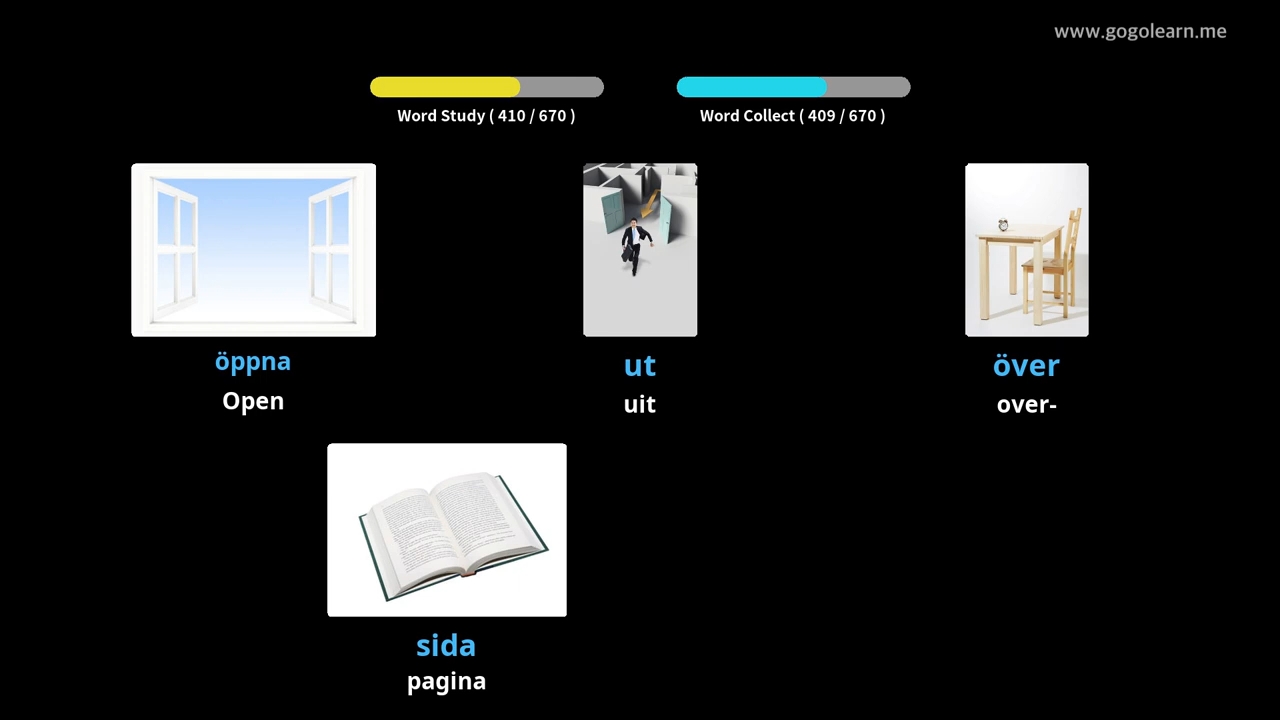 www.gogolearn.me
Word Study ( 410 / 670 )
Word Collect ( 409 / 670 )
öppna
Open
ut
uit
över
over-
sida
pagina